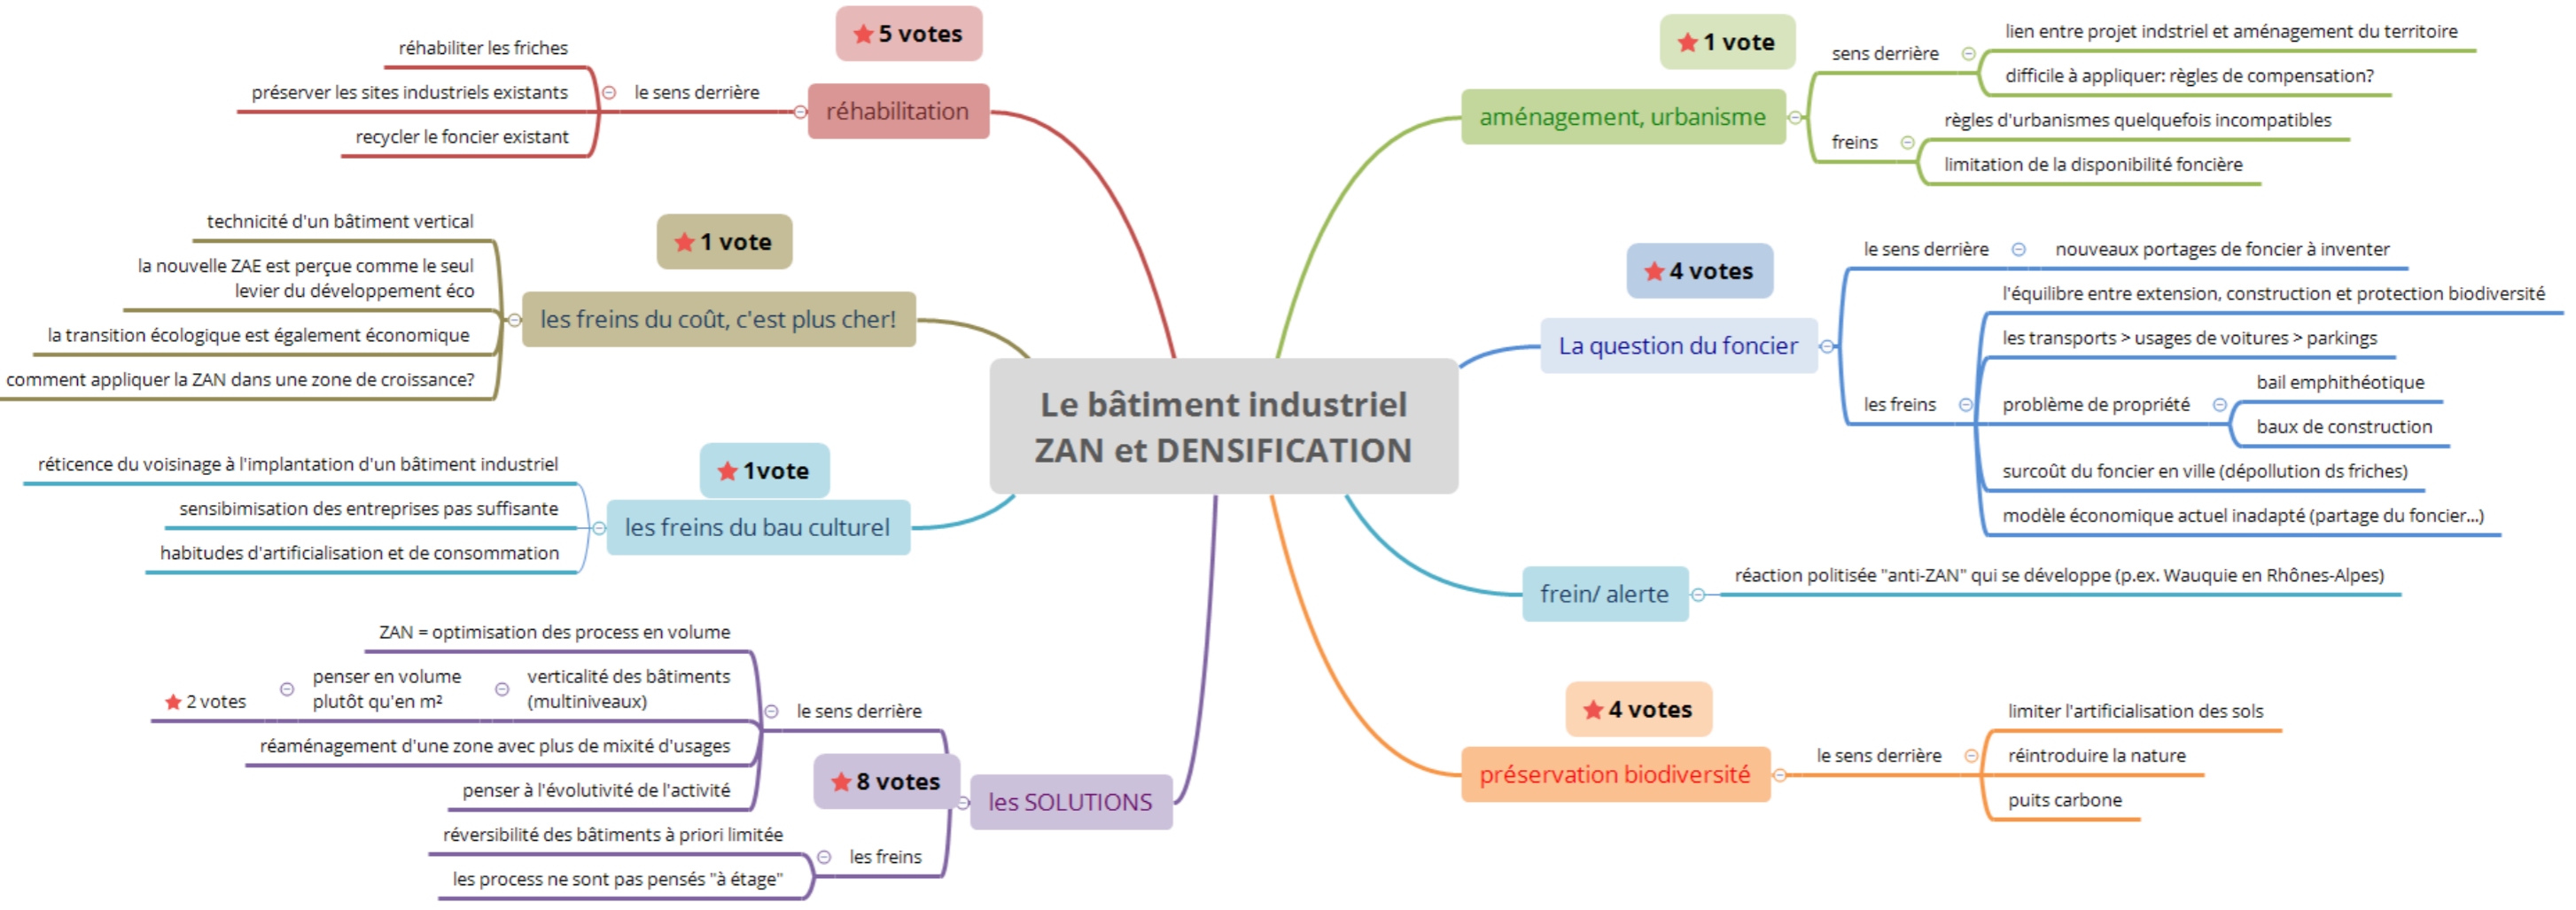 Le bâtiment industriel
ZAN et DENSIFICATION
5 votes
réhabilitation
le sens derrière
réhabiliter les friches
préserver les sites industriels existants
recycler le foncier existant
1 vote
les freins du coût, c'est plus cher!
technicité d'un bâtiment vertical
la nouvelle ZAE est perçue comme le seul
levier du développement éco
la transition écologique est également économique
comment appliquer la ZAN dans une zone de croissance?
1vote
les freins du bau culturel
réticence du voisinage à l'implantation d'un bâtiment industriel
sensibimisation des entreprises pas suffisante
habitudes d'artificialisation et de consommation
8 votes
les SOLUTIONS
le sens derrière
ZAN = optimisation des process en volume
verticalité des bâtiments
(multiniveaux)
penser en volume
plutôt qu'en m²
2 votes
réaménagement d'une zone avec plus de mixité d'usages
penser à l'évolutivité de l'activité
les freins
réversibilité des bâtiments à priori limitée
les process ne sont pas pensés "à étage"
1 vote
aménagement, urbanisme
sens derrière
lien entre projet indstriel et aménagement du territoire
difficile à appliquer: règles de compensation?
freins
règles d'urbanismes quelquefois incompatibles
limitation de la disponibilité foncière
4 votes
La question du foncier
le sens derrière
nouveaux portages de foncier à inventer
les freins
l'équilibre entre extension, construction et protection biodiversité
les transports > usages de voitures > parkings
problème de propriété
bail emphithéotique
baux de construction
surcoût du foncier en ville (dépollution ds friches)
modèle économique actuel inadapté (partage du foncier...)
frein/ alerte
réaction politisée "anti-ZAN" qui se développe (p.ex. Wauquie en Rhônes-Alpes)
4 votes
préservation biodiversité
le sens derrière
limiter l'artificialisation des sols
réintroduire la nature
puits carbone